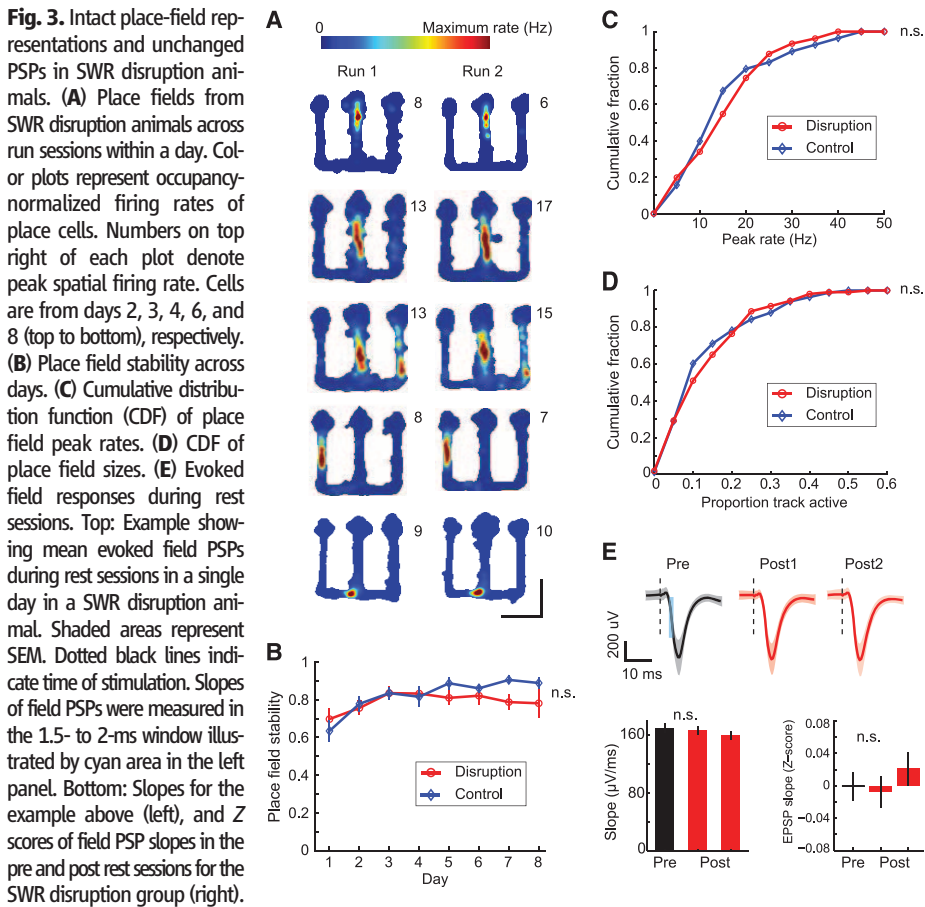 Fig. 3. Intact place-field rep-
resentations and unchanged
PSPs in SWR disruption ani-
mals. (A) Place fields from
SWR disruption animals across
run sessions within a day. Col-
or plots represent occupancy-
normalized firing rates of
place cells. Numbers on top
right of each plot denote
peak spatial firing rate. Cells
are from days 2, 3, 4, 6, and
8 (top to bottom), respectively.
(B) Place field stability across
days. (C) Cumulative distribu-
tion function (CDF) of place
field peak rates. (D) CDF of
place field sizes. (E) Evoked
field responses during rest
sessions. Top: Example show-
ing mean evoked field PSPs
during rest sessions in a single
day in a SWR disruption ani-
mal. Shaded areas represent
SEM. Dotted black lines indi-
cate time of stimulation. Slopes
of field PSPs were measured in
the 1.5- to 2-ms window illus-
trated by cyan area in the left
panel. Bottom: Slopes for the
example above (left), and Z
scores of field PSP slopes in the
pre and post rest sessions for the
SWR disruption group (right).
A
0 Maximum rate (Hz)
Run 1 Run 2
8 6
13 17
13 15
8 7
9 10
B
Place field stability
1
0.8
0.6
0.4
0.2
0
n.s.
Disruption
Control
1 2 3 4 5 6 7 8
Day
C
Cumulative fraction
1
0.8
0.6
0.4
0.2
0
n.s.
Disruption
Control
0 10 20 30 40 50
Peak rate (Hz)
D
Cumulative fraction
1
0.8
0.6
0.4
0.2
0
n.s.
Disruption
Control
0 0.1 0.2 0.3 0.4 0.5 0.6
Proportion track active
E
Pre Post1 Post2
200 uV
10 ms
Slope (μV/ms)
160
80
0
n.s.
Pre Post
EPSP slope (Z–score)
0.08
0.04
0
−0.04
−0.08
n.s.
Pre Post